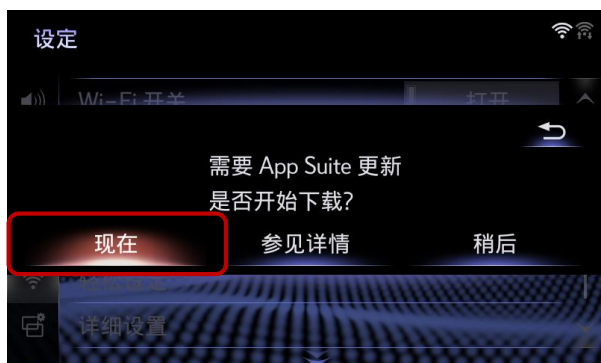 设定
Wi-Fi 开关 打开
需要 App Suite 更新
是否开始下载?
现在 参见详情 稍后
详细设置